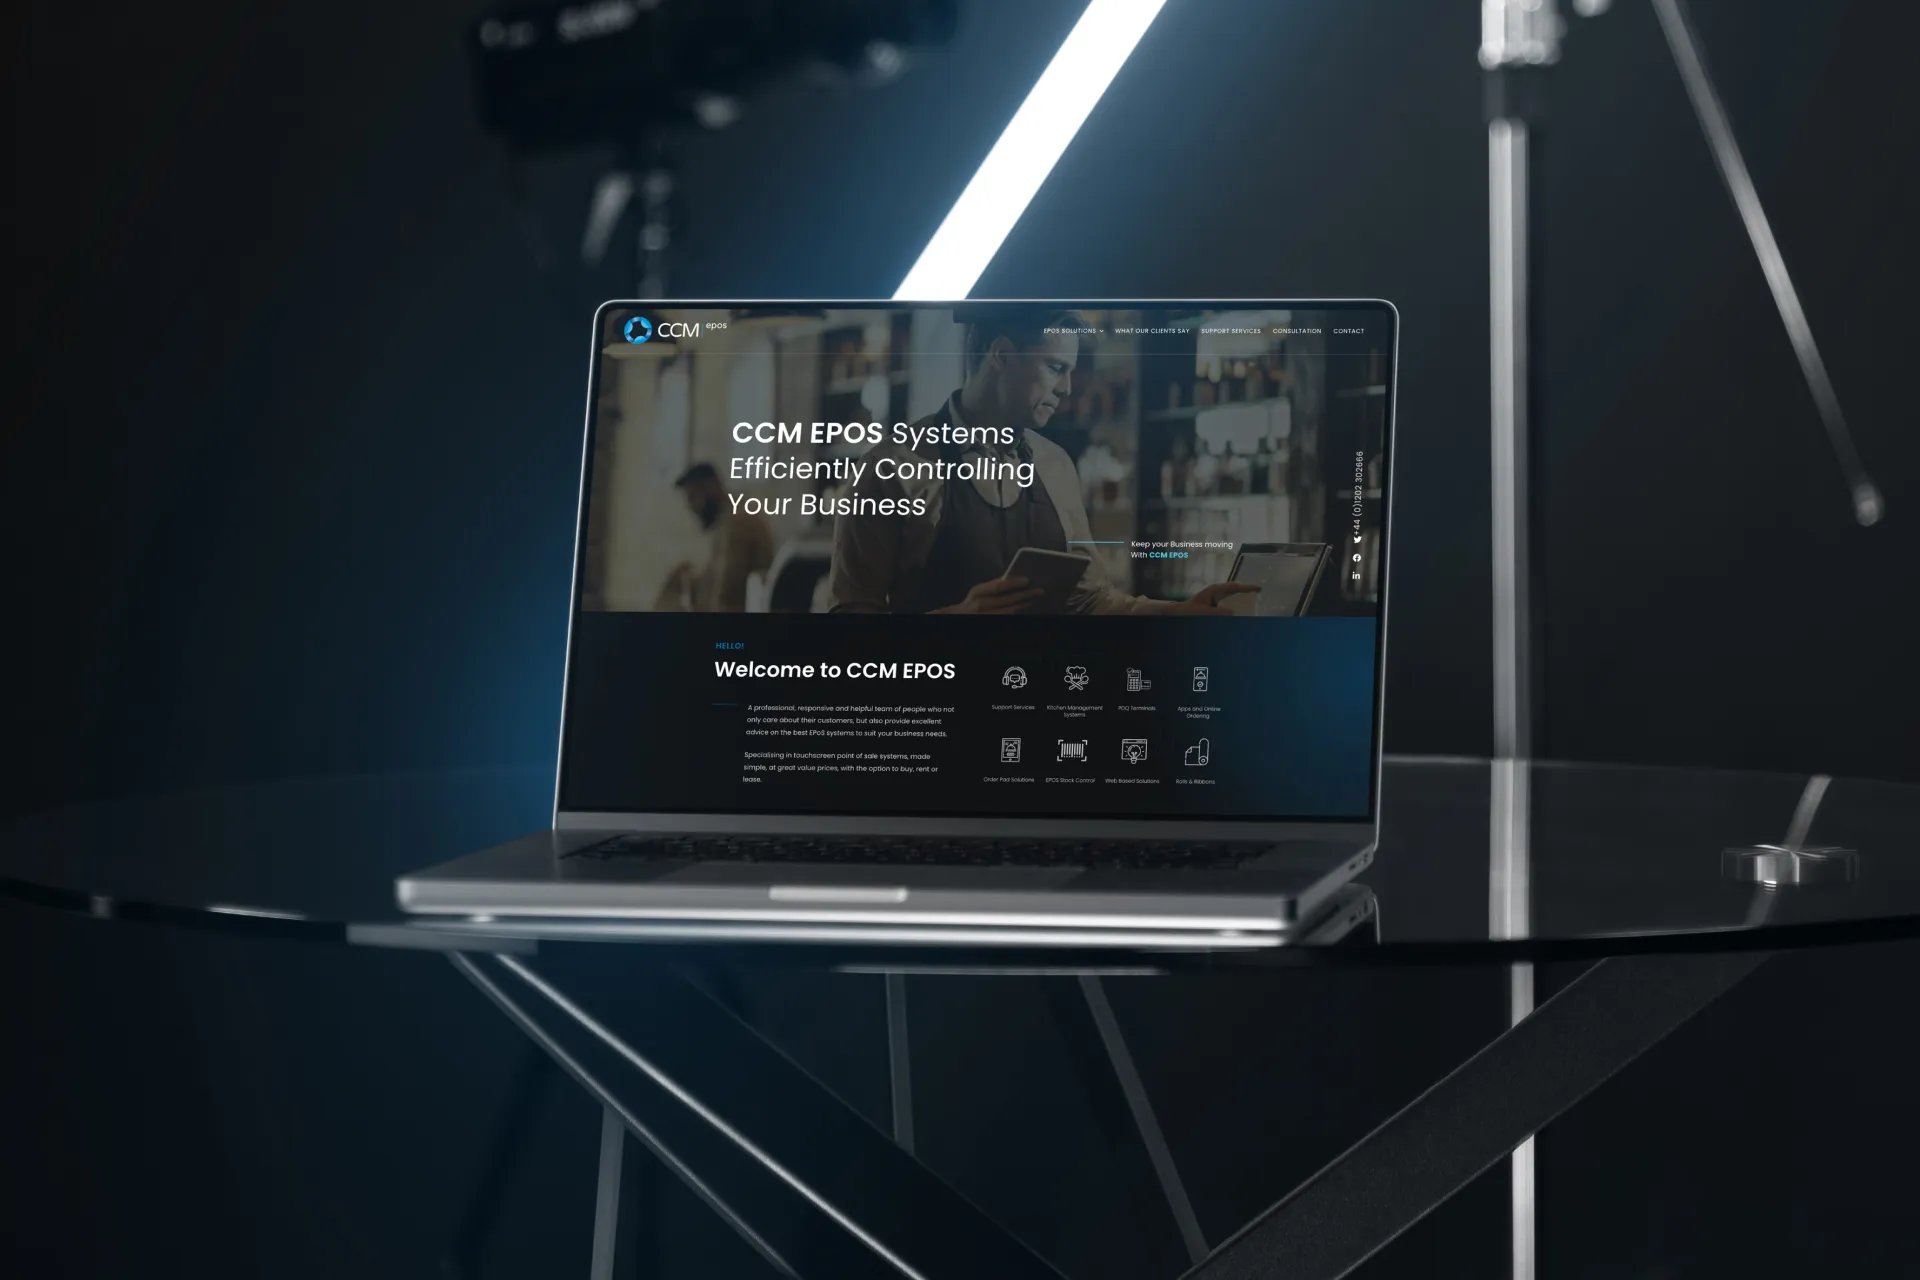 CCM epos
EPOS SOLUTIONS
WHAT OUR CLIENTS SAY
SUPPORT SERVICES
CONSULTATION
CONTACT
CCM EPOS Systems
Efficiently Controlling
Your Business
Keep your Business moving
With CCM EPOS
+44 (0)1202 302666
in
HELLO!
Welcome to CCM EPOS
A professional, responsive and helpful team of people who not
only care about their customers, but also provide excellent
advice on the best EPoS systems to suit your business needs.
Specialising in touchscreen point of sale systems, made
simple, at great value prices, with the option to buy, rent or
lease.
Support Services
Kitchen Management
Systems
PDQ Terminals
Apps and Online
Ordering
Order Pad Solutions
EPOS Stock Control
Web Based Solutions
Rolls & Ribbons